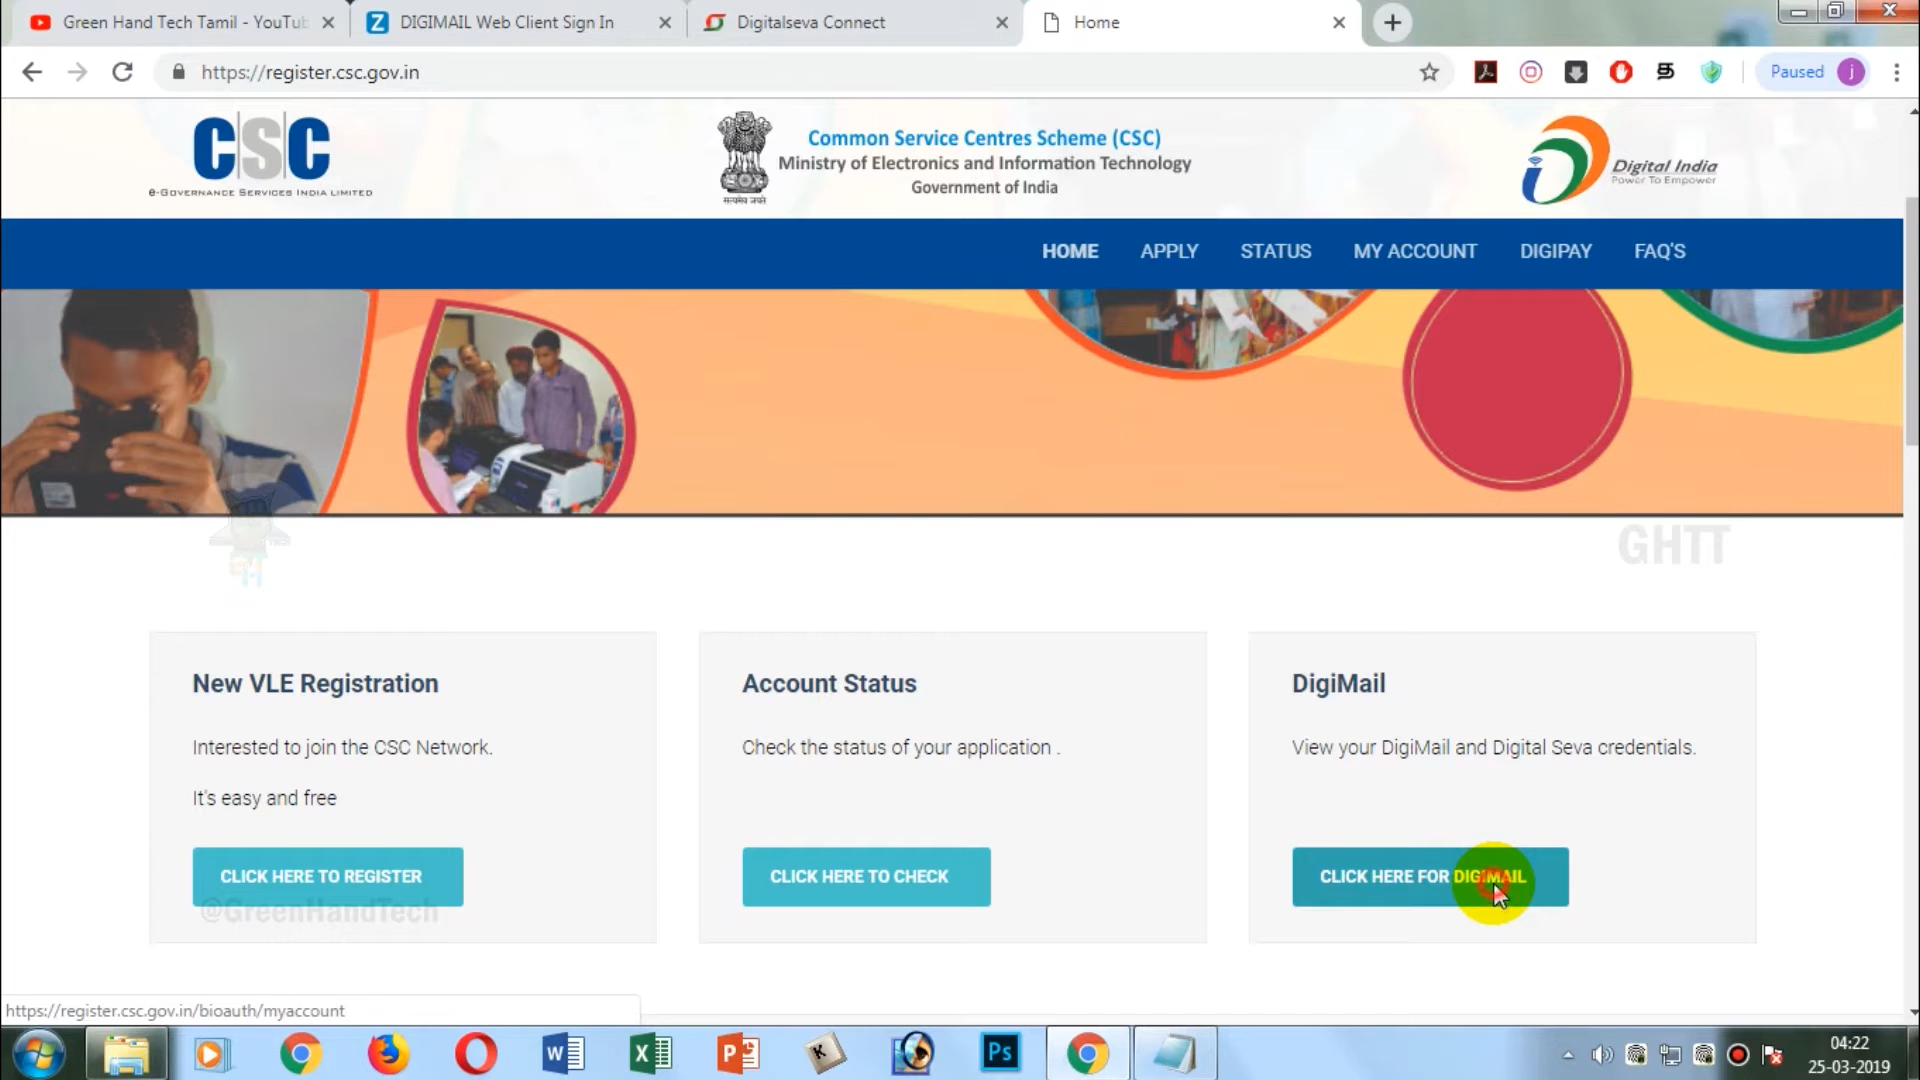 Green Hand Tech Tamil - YouTub
DIGIMAIL Web Client Sign In
Digitalseva Connect
Home
https://register.csc.gov.in
Paused j
CSC
e-GOVERNANCE SERVICES INDIA LIMITED
Common Service Centres Scheme (CSC)
Ministry of Electronics and Information Technology
Government of India
सत्यमेव जयते
Digital India
Power To Empower
HOME APPLY STATUS MY ACCOUNT DIGIPAY FAQ'S
GHTT
New VLE Registration
Interested to join the CSC Network.
It's easy and free
CLICK HERE TO REGISTER
@GreenHandTech
Account Status
Check the status of your application .
CLICK HERE TO CHECK
DigiMail
View your DigiMail and Digital Seva credentials.
CLICK HERE FOR DIGIMAIL
https://register.csc.gov.in/bioauth/myaccount
04:22
25-03-2019